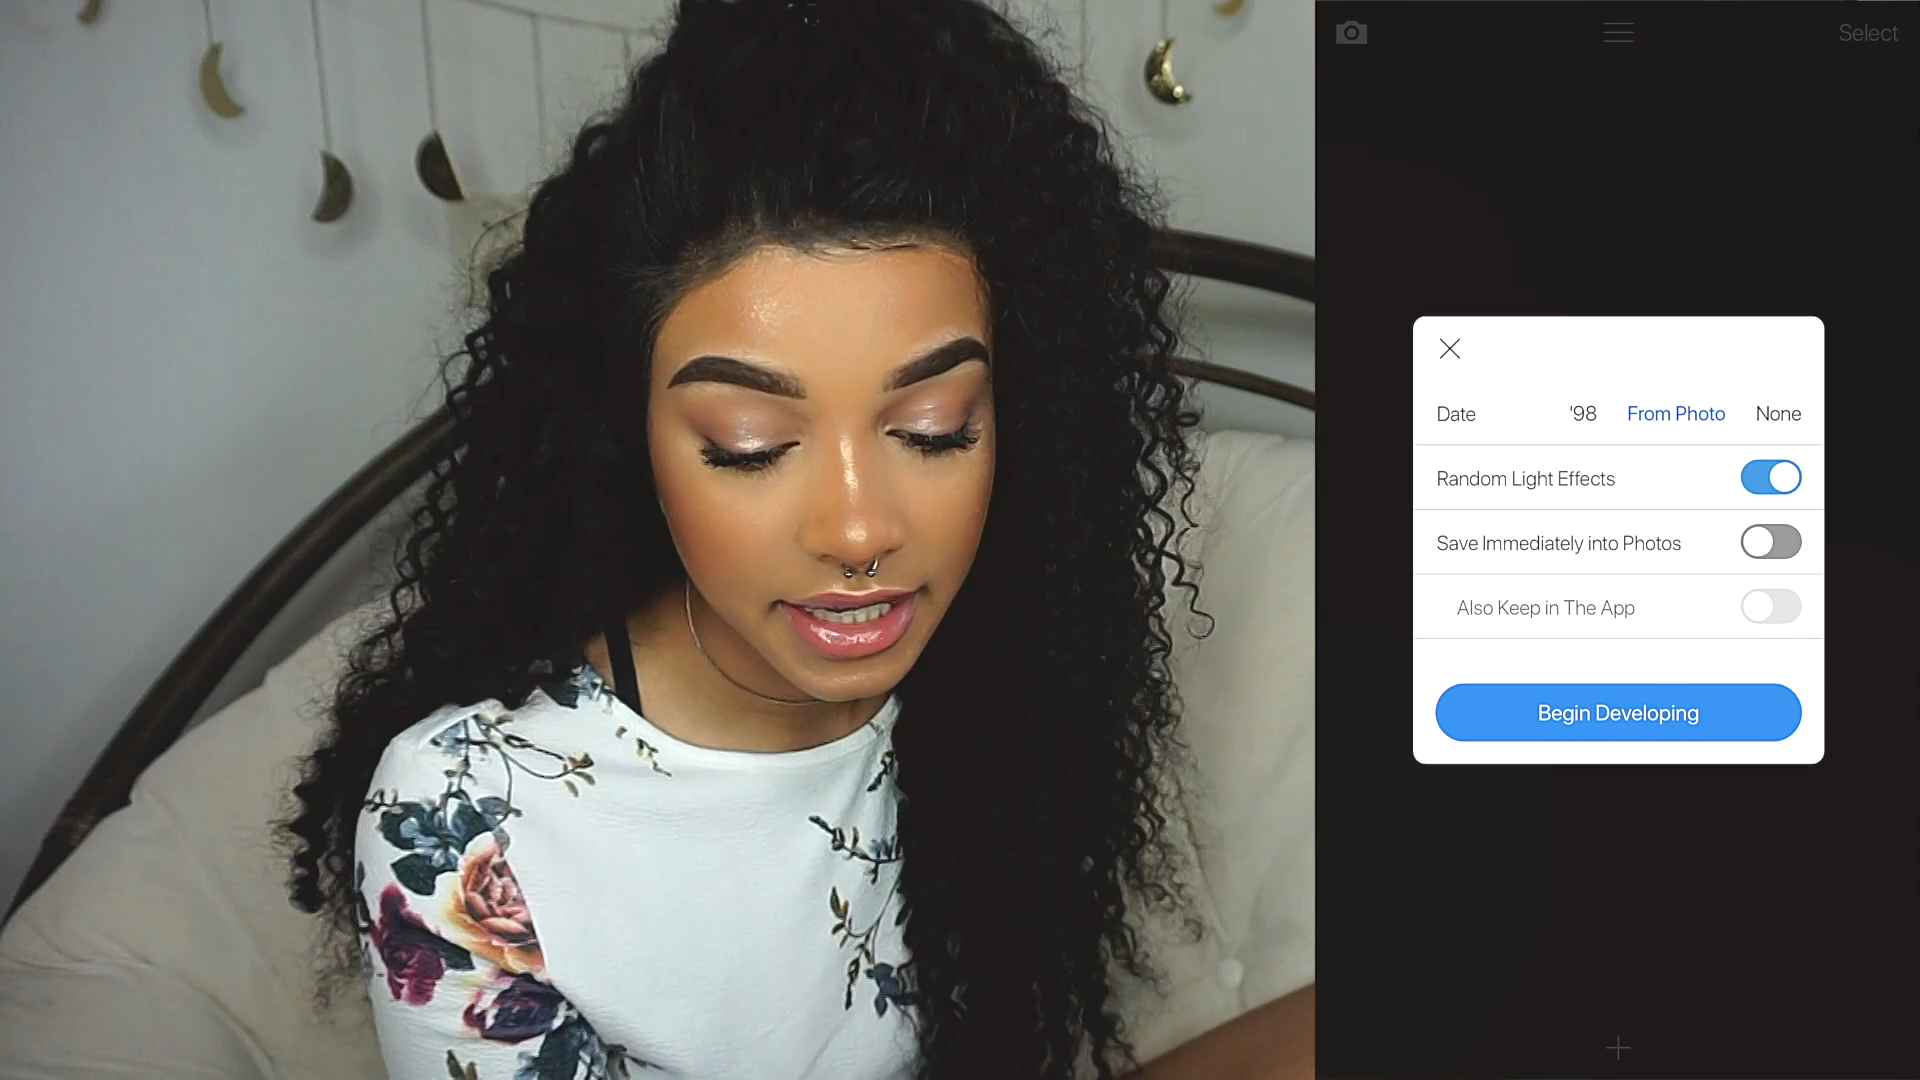 Select
Date '98 From Photo None
Random Light Effects
Save Immediately into Photos
Also Keep in The App
Begin Developing